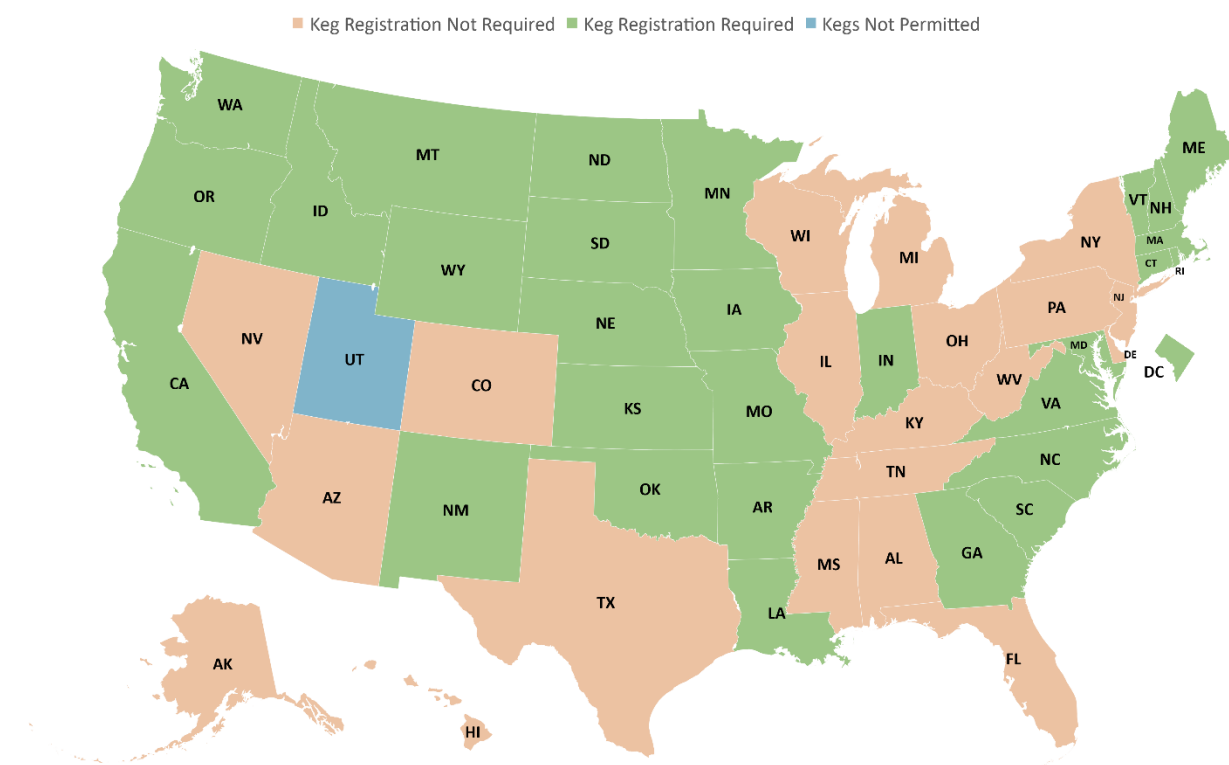 Keg Registration Not Required Keg Registration Required Kegs Not Permitted
WA
ME
MT
ND
MN
VT
NH
OR
ID
SD
WI
NY
MA
MI
CT
RI
WY
NJ
IA
PA
NE
NV
UT
OH
MD
DE
IL
IN
DC
CA
CO
WV
KS
MO
VA
KY
NC
TN
AZ
OK
NM
AR
SC
GA
MS
AL
TX
LA
FL
AK
HI